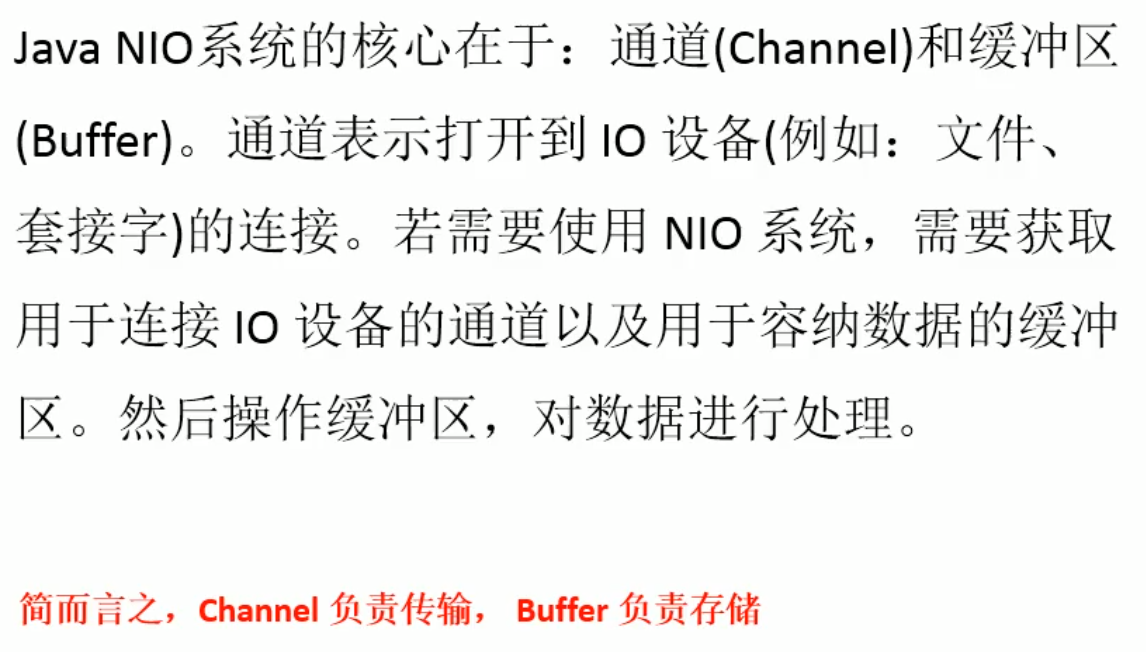 Java NIO系统的核心在于：通道(Channel)和缓冲区
(Buffer)。通道表示打开到 IO 设备(例如：文件、
套接字)的连接。若需要使用 NIO 系统，需要获取
用于连接 IO 设备的通道以及用于容纳数据的缓冲
区。然后操作缓冲区，对数据进行处理。
简而言之，Channel 负责传输， Buffer 负责存储